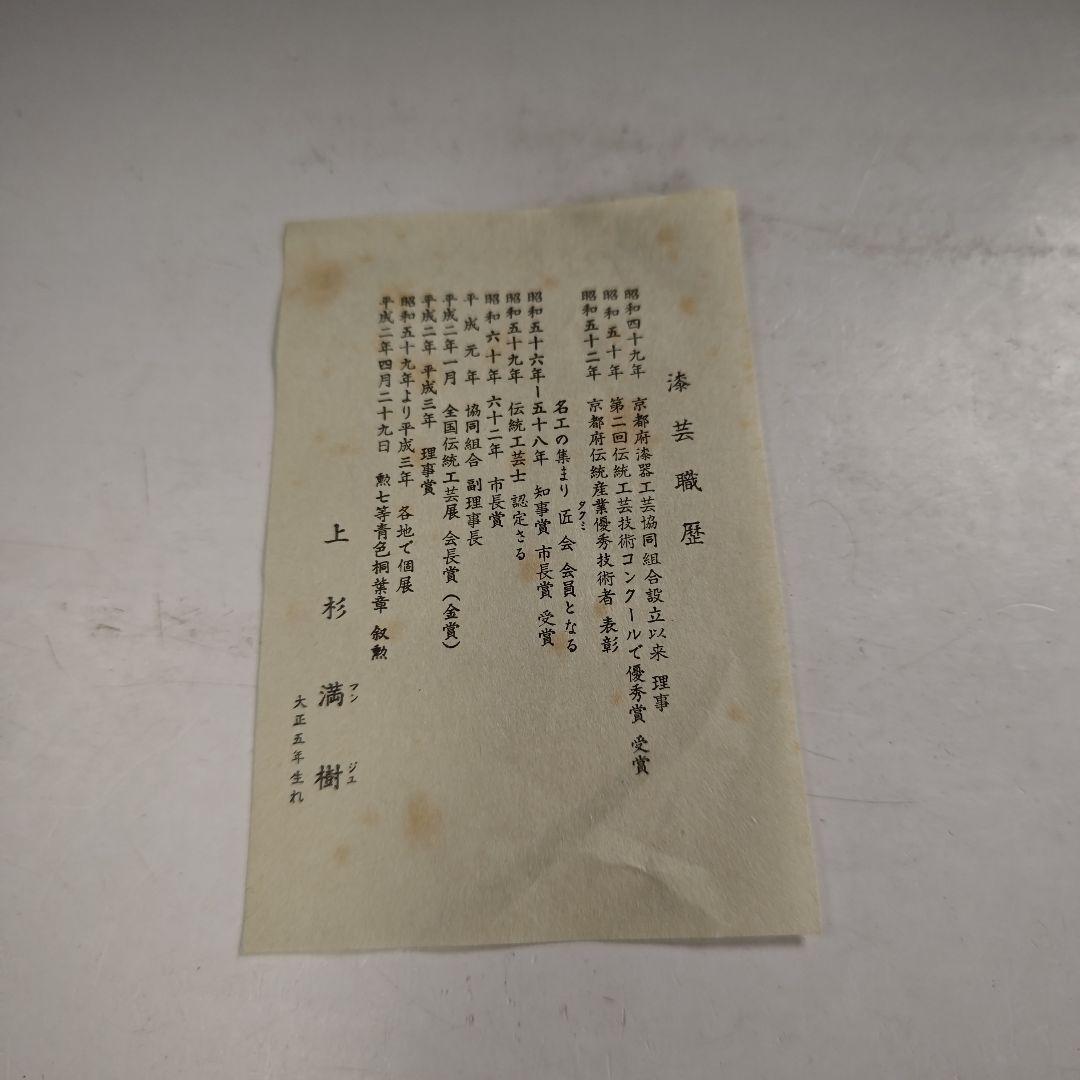 漆芸職歴
昭和四十九年 京都府漆器工芸協同組合設立以来 理事
昭和五十年 第二回伝統工芸技術コンクールで優秀賞 受賞
昭和五十二年 京都府伝統産業優秀技術者 表彰
名工の集まり 匠会 会員となる
タクミ
昭和五十六年ー五十八年 知事賞 市長賞 受賞
昭和五十九年 伝統工芸士 認定さる
昭和六十年 六十二年 市長賞
平成元年 協同組合 副理事長
平成二年一月 全国伝統工芸展 会長賞(金賞)
平成二年 平成三年 理事賞
昭和五十九年より平成三年 各地で個展
平成二年四月二十九日 勲七等青色桐葉章 叙勲
上杉満樹
マン ジュ
大正五年生れ